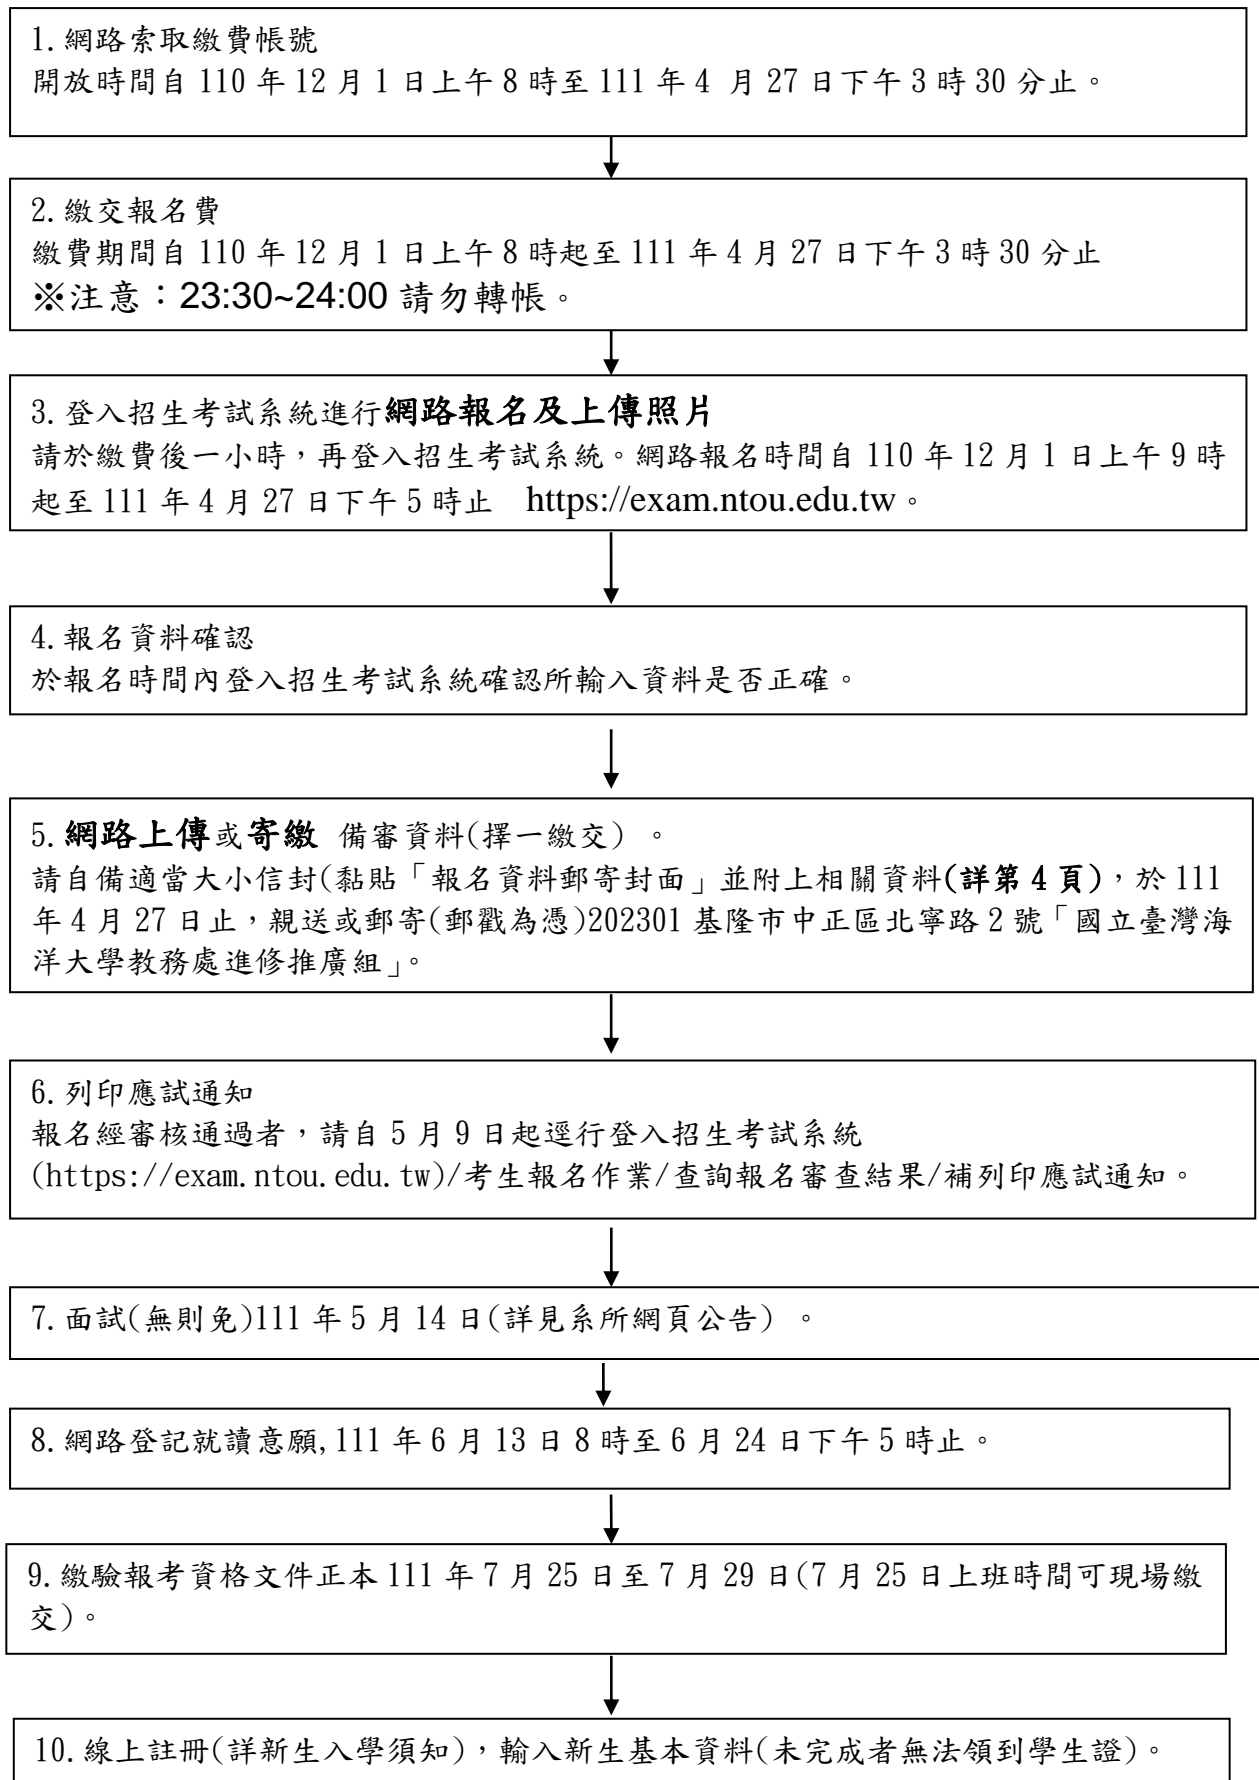 1.網路索取繳費帳號
開放時間自 110 年 12 月 1 日上午 8 時至 111 年 4 月 27 日下午 3 時 30 分止。
2.繳交報名費
繳費期間自 110 年 12 月 1 日上午 8 時起至 111 年 4 月 27 日下午 3 時 30 分止
※注意：23:30~24:00 請勿轉帳。
3.登入招生考試系統進行網路報名及上傳照片
請於繳費後一小時，再登入招生考試系統。網路報名時間自 110 年 12 月 1 日上午 9 時
起至 111 年 4 月 27 日下午 5 時止 https://exam.ntou.edu.tw。
4.報名資料確認
於報名時間內登入招生考試系統確認所輸入資料是否正確。
5.網路上傳或寄繳 備審資料(擇一繳交) 。
請自備適當大小信封(黏貼「報名資料郵寄封面」並附上相關資料(詳第 4 頁)，於 111
年 4 月 27 日止，親送或郵寄(郵戳為憑)202301 基隆市中正區北寧路 2 號「國立臺灣海
洋大學教務處進修推廣組」。
6.列印應試通知
報名經審核通過者，請自 5 月 9 日起逕行登入招生考試系統
(https://exam.ntou.edu.tw)/考生報名作業/查詢報名審查結果/補列印應試通知。
7.面試(無則免)111 年 5 月 14 日(詳見系所網頁公告) 。
8.網路登記就讀意願,111 年 6 月 13 日 8 時至 6 月 24 日下午 5 時止。
9.繳驗報考資格文件正本 111 年 7 月 25 日至 7 月 29 日(7 月 25 日上班時間可現場繳
交)。
10.線上註冊(詳新生入學須知)，輸入新生基本資料(未完成者無法領到學生證)。